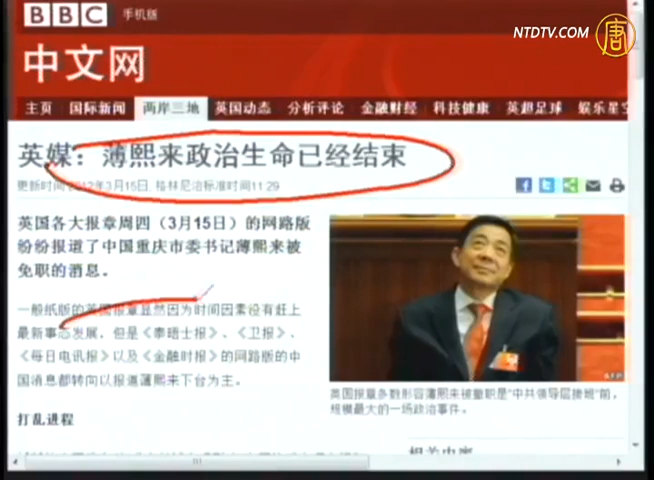 BBC 手机版
NTDTV.COM 唐
中文网
主页 国际新闻 两岸三地 英国动态 分析评论 金融财经 科技健康 英超足球 娱乐星空
英媒：薄熙来政治生命已经结束
更新时间 2012年3月15日, 格林尼治标准时间11:29
英国各大报章周四（3月15日）的网路版
纷纷报道了中国重庆市委书记薄熙来被
免职的消息。
一般纸版的英国报章显然因为时间因素没有赶上
最新事态发展，但是《泰晤士报》、《卫报》、
《每日电讯报》以及《金融时报》的网路版的中
国消息都转向以报道薄熙来下台为主。
英国报章多数形容薄熙来被撤职是"中共领导层接班"前，
规模最大的一场政治事件。
打乱进程